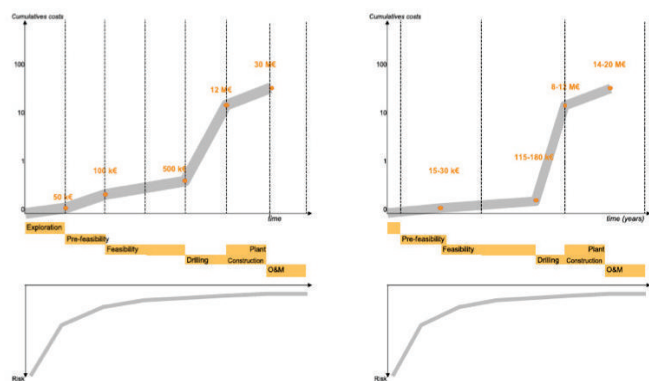 Cumulatives costs
100
10
1
0
50 k€
100 k€
500 k€
12 M€
30 M€
time
Exploration
Pre-feasibility
Feasibility
Drilling
Plant
Construction
O&M
Risk
Cumulatives costs
100
10
1
0
15-30 k€
115-180 k€
8-12 M€
14-20 M€
time (years)
Pre-feasibility
Feasibility
Drilling
Plant
Construction
O&M
Risk